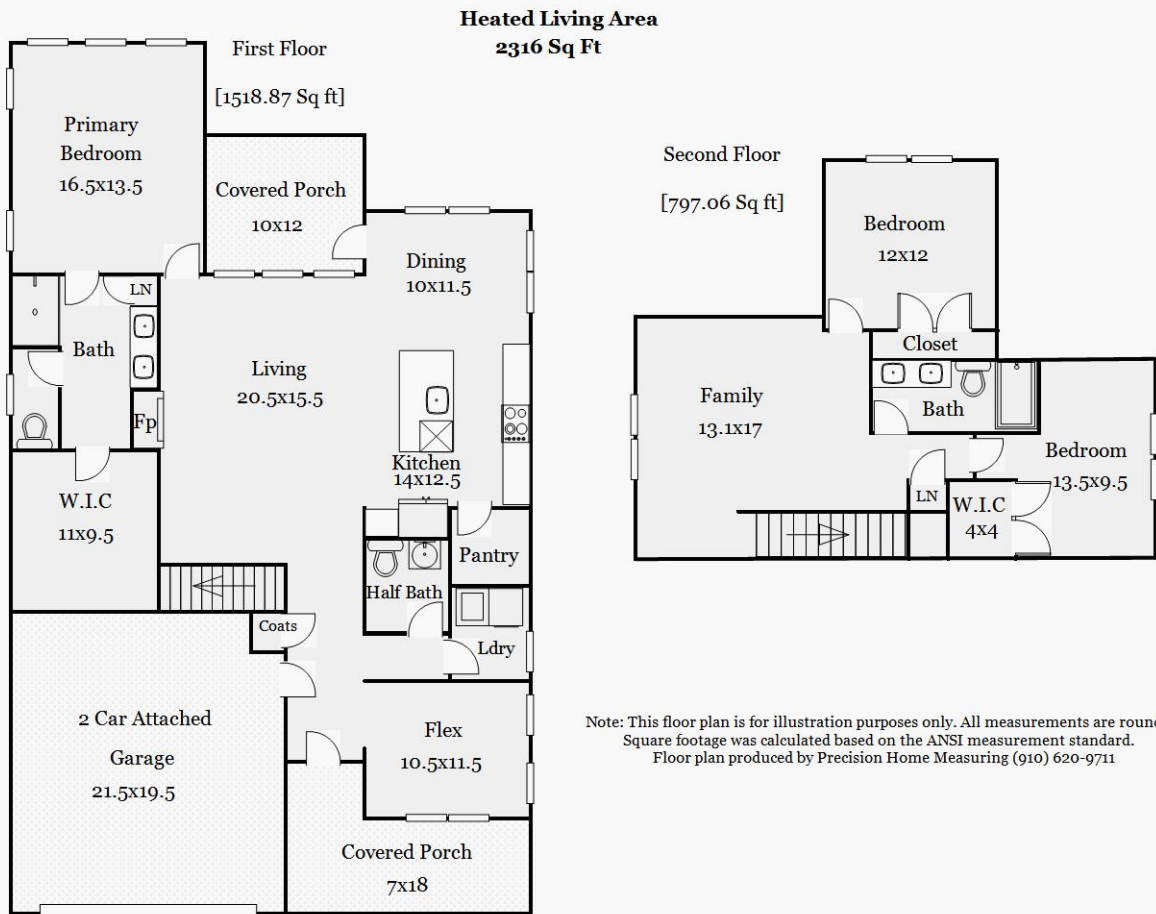 Heated Living Area
2316 Sq Ft
First Floor
[1518.87 Sq ft]
Primary
Bedroom
16.5x13.5
Covered Porch
10x12
Dining
10x11.5
LN
Bath
Living
20.5x15.5
Fp
Kitchen
14x12.5
W.I.C
11x9.5
Pantry
Half Bath
Coats
Ldry
2 Car Attached
Garage
21.5x19.5
Flex
10.5x11.5
Covered Porch
7x18
Second Floor
[797.06 Sq ft]
Bedroom
12x12
Closet
Family
13.1x17
Bath
Bedroom
13.5x9.5
LN
W.I.C
4x4
Note: This floor plan is for illustration purposes only. All measurements are roun
Square footage was calculated based on the ANSI measurement standard.
Floor plan produced by Precision Home Measuring (910) 620-9711